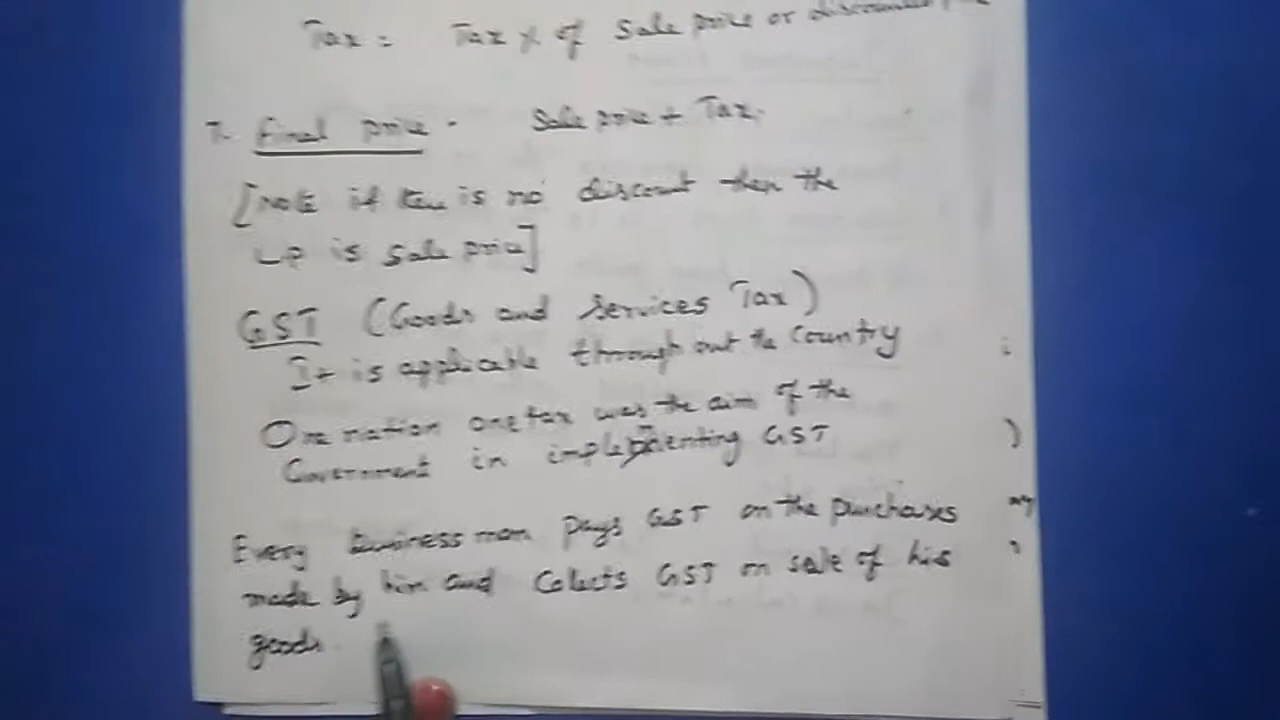 Tax = Tax % of Sale price or discounted
7. Final price = Sale price + Tax.
[Note if there is no discount then the
LP is Sale price]
GST (Goods and Services Tax)
It is applicable through out the country
One nation one tax was the aim of the
Government in implementing GST
Every business man pays GST on the purchases
made by him and Colects GST on sale of his
goods.